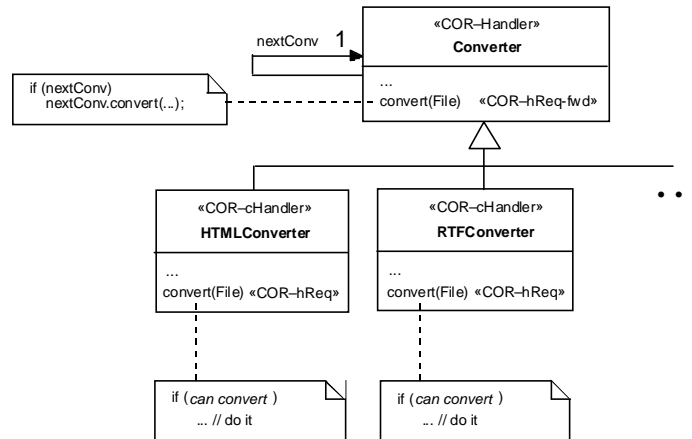 «COR–Handler»
Converter
nextConv 1
...
convert(File) «COR–hReq-fwd»
if (nextConv)
nextConv.convert(...);
«COR–cHandler»
HTMLConverter
...
convert(File) «COR–hReq»
«COR–cHandler»
RTFConverter
...
convert(File) «COR–hReq»
• •
if (can convert )
... // do it
if (can convert )
... // do it